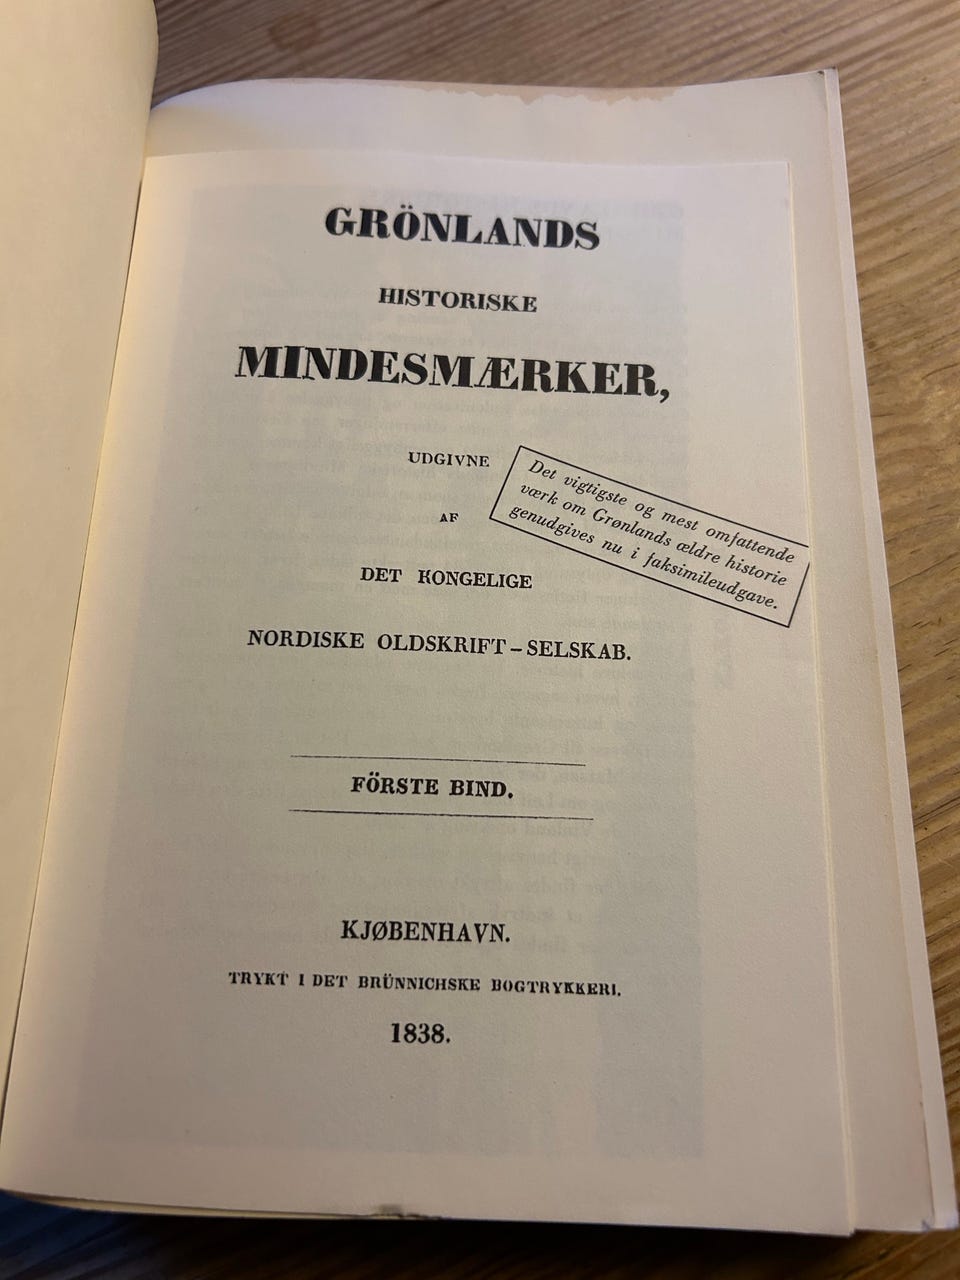 GRÖNLANDS
HISTORISKE
MINDESMÆRKER,
UDGIVNE
AF
DET KONGELIGE
NORDISKE OLDSKRIFT-SELSKAB.
Det vigtigste og mest omfattende
værk om Grønlands ældre historie
genudgives nu i faksimileudgave.
FÖRSTE BIND.
KJØBENHAVN.
TRYKT I DET BRÜNNICHSKE BOGTRYKKERI.
1838.